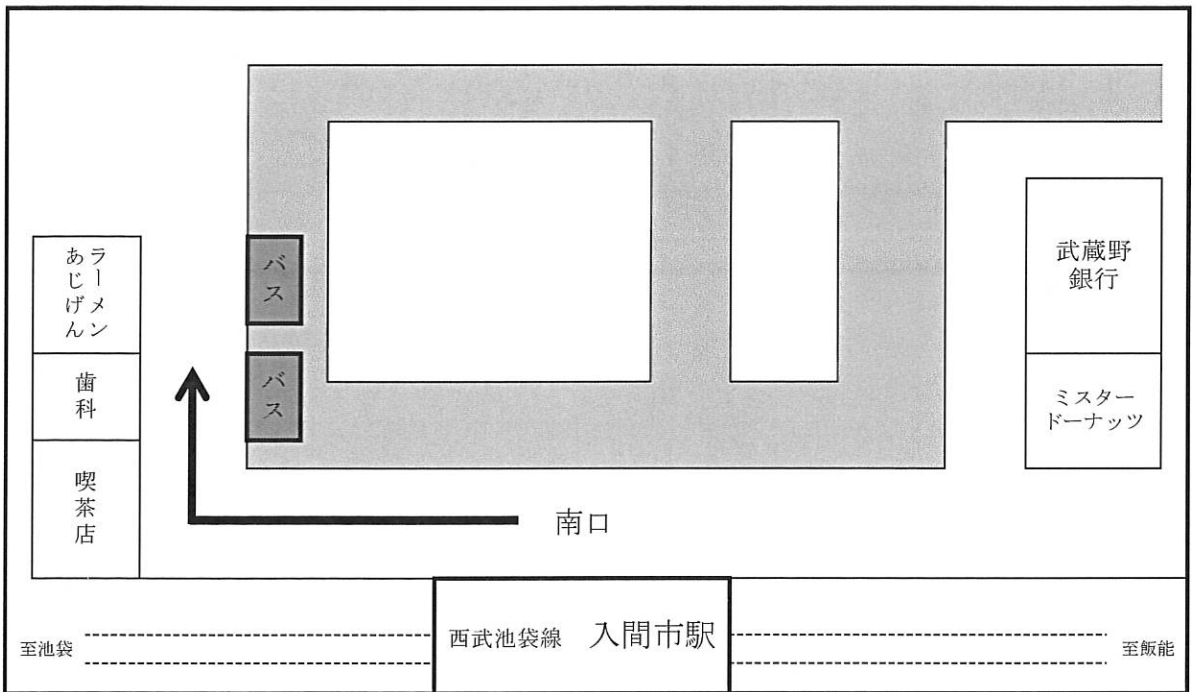 バス
バス
ラーメン
あじげん
歯科
喫茶店
武蔵野
銀行
ミスター
ドーナッツ
南口
至池袋
西武池袋線 入間市駅
至飯能